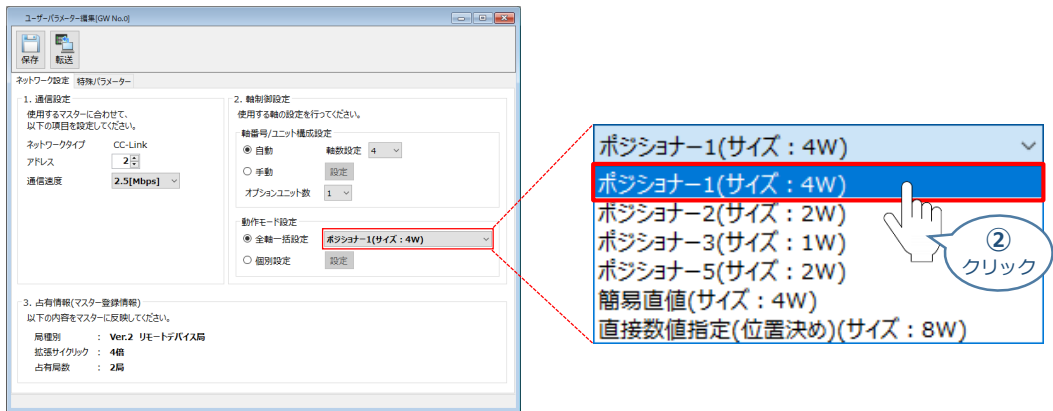 ユーザーパラメーター編集[GW No.0]
保存 転送
ネットワーク設定 特殊パラメーター
1. 通信設定
使用するマスターに合わせて、
以下の項目を設定してください。
ネットワークタイプ CC-Link
アドレス 2
通信速度 2.5[Mbps]
2. 軸制御設定
使用する軸の設定を行ってください。
軸番号/ユニット構成設定
自動 軸数設定 4
手動 設定
オプションユニット数 1
動作モード設定
全軸一括設定 ポジショナー1(サイズ:4W)
個別設定 設定
3. 占有情報(マスター登録情報)
以下の内容をマスターに反映してください。
局種別 : Ver.2 リモートデバイス局
拡張サイクリック : 4倍
占有局数 : 2局
ポジショナー1(サイズ:4W)
ポジショナー1(サイズ:4W)
ポジショナー2(サイズ:2W)
ポジショナー3(サイズ:1W)
ポジショナー5(サイズ:2W)
簡易直値(サイズ:4W)
直接数値指定(位置決め)(サイズ:8W)
②
クリック